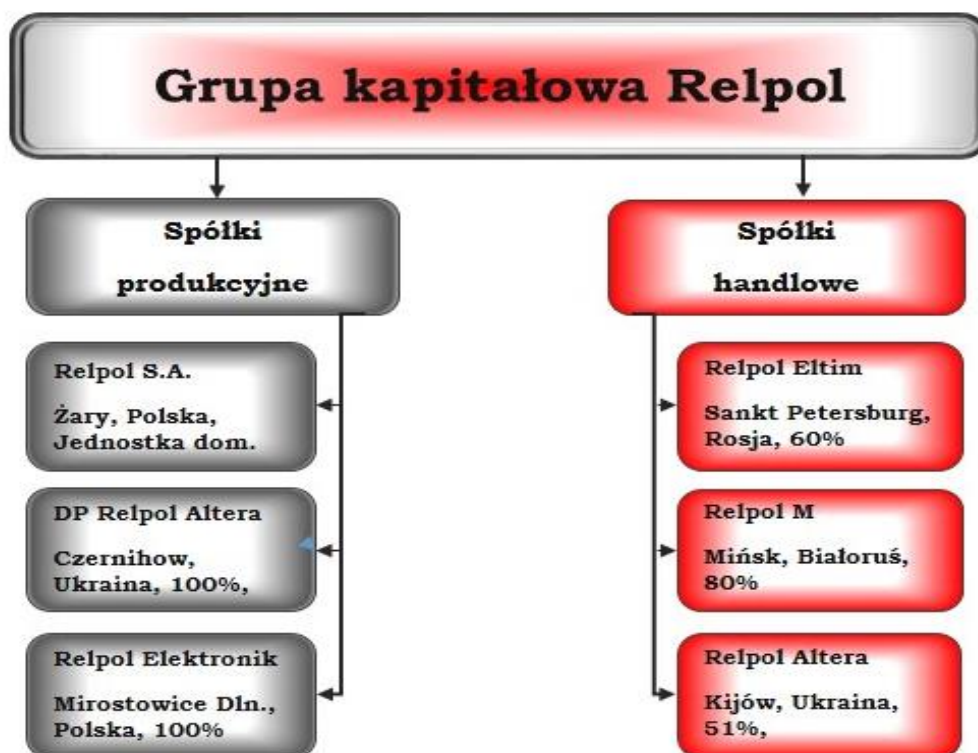 Grupa kapitałowa Relpol
Spółki
produkcyjne
Relpol S.A.
Żary, Polska,
Jednostka dom.
DP Relpol Altera
Czernihow,
Ukraina, 100%,
Relpol Elektronik
Mirostowice Dln.,
Polska, 100%
Spółki
handlowe
Relpol Eltim
Sankt Petersburg,
Rosja, 60%
Relpol M
Mińsk, Białoruś,
80%
Relpol Altera
Kijów, Ukraina,
51%,